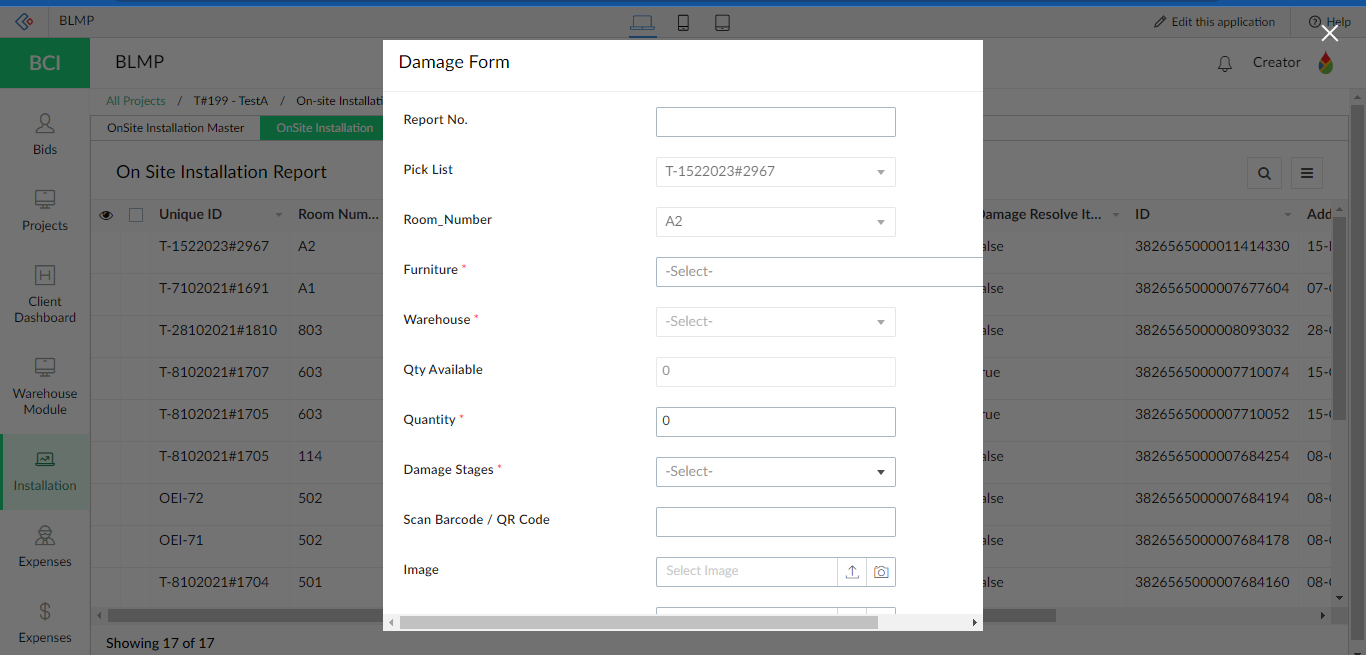 BLMP
Edit this application
Help
BCI
BLMP
Creator
All Projects / T#199 - TestA / On-site Installati
OnSite Installation Master
OnSite Installation
On Site Installation Report
Bids
Projects
Client
Dashboard
Warehouse
Module
Installation
Expenses
Expenses
Unique ID Room Num... Damage Resolve It... ID Add
T-1522023#2967 A2 alse 3826565000011414330 15-
T-7102021#1691 A1 alse 3826565000007677604 07-
T-28102021#1810 803 alse 3826565000008093032 28-
T-8102021#1707 603 rue 3826565000007710074 15-
T-8102021#1705 603 rue 3826565000007710052 15-
T-8102021#1705 114 alse 3826565000007684254 08-
OEI-72 502 alse 3826565000007684194 08-
OEI-71 502 alse 3826565000007684178 08-
T-8102021#1704 501 alse 3826565000007684160 08-
Showing 17 of 17
Damage Form
Report No.
Pick List T-1522023#2967
Room_Number A2
Furniture * -Select-
Warehouse * -Select-
Qty Available 0
Quantity * 0
Damage Stages * -Select-
Scan Barcode / QR Code
Image Select Image